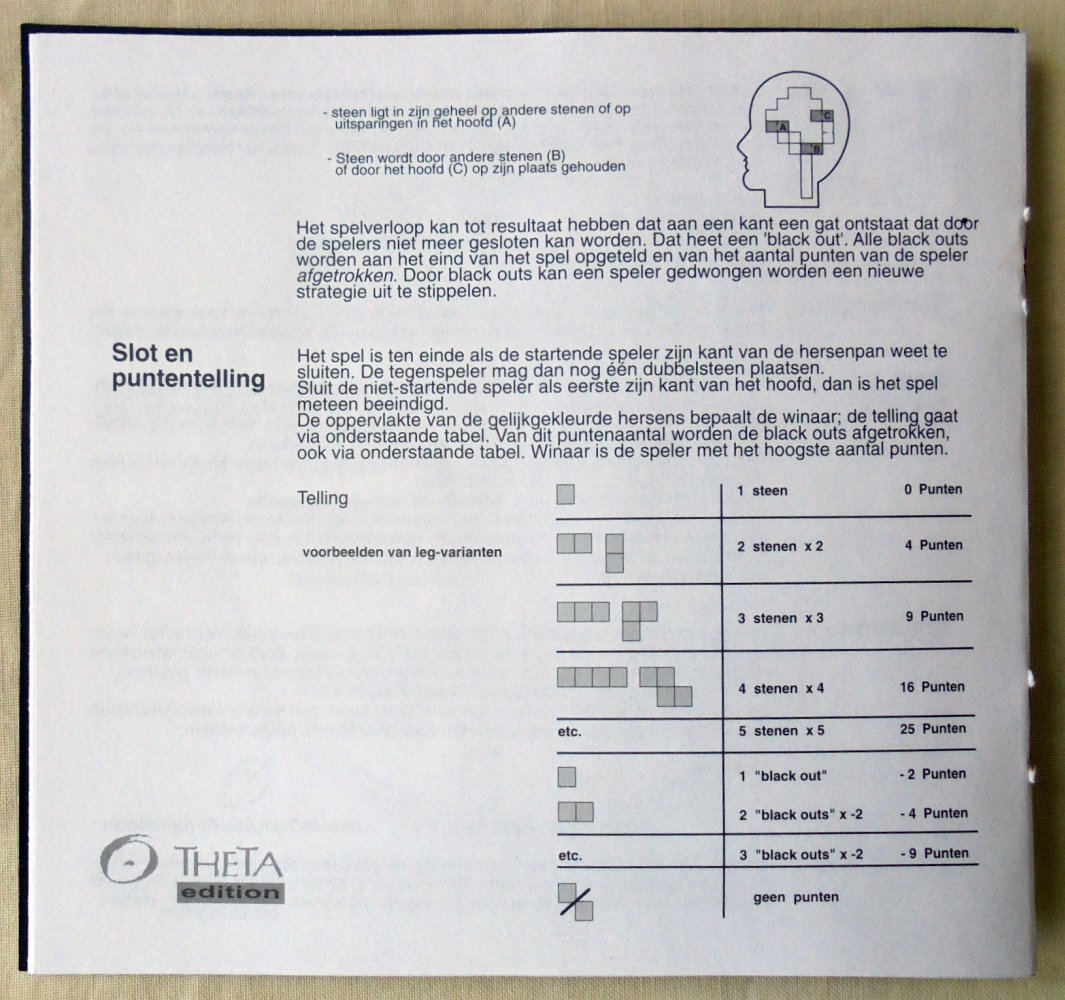 - steen ligt in zijn geheel op andere stenen of op
uitsparingen in het hoofd (A)
- Steen wordt door andere stenen (B)
of door het hoofd (C) op zijn plaats gehouden
A
C
B
Het spelverloop kan tot resultaat hebben dat aan een kant een gat ontstaat dat door
de spelers niet meer gesloten kan worden. Dat heet een 'black out'. Alle black outs
worden aan het eind van het spel opgeteld en van het aantal punten van de speler
afgetrokken. Door black outs kan een speler gedwongen worden een nieuwe
strategie uit te stippelen.
Slot en
puntentelling
Het spel is ten einde als de startende speler zijn kant van de hersenpan weet te
sluiten. De tegenspeler mag dan nog één dubbelsteen plaatsen.
Sluit de niet-startende speler als eerste zijn kant van het hoofd, dan is het spel
meteen beeindigd.
De oppervlakte van de gelijkgekleurde hersens bepaalt de winaar; de telling gaat
via onderstaande tabel. Van dit puntenaantal worden de black outs afgetrokken,
ook via onderstaande tabel. Winaar is de speler met het hoogste aantal punten.
Telling
1 steen 0 Punten
voorbeelden van leg-varianten
2 stenen x 2 4 Punten
3 stenen x 3 9 Punten
4 stenen x 4 16 Punten
etc. 5 stenen x 5 25 Punten
1 "black out" - 2 Punten
2 "black outs" x -2 - 4 Punten
etc. 3 "black outs" x -2 - 9 Punten
geen punten
THETA
edition